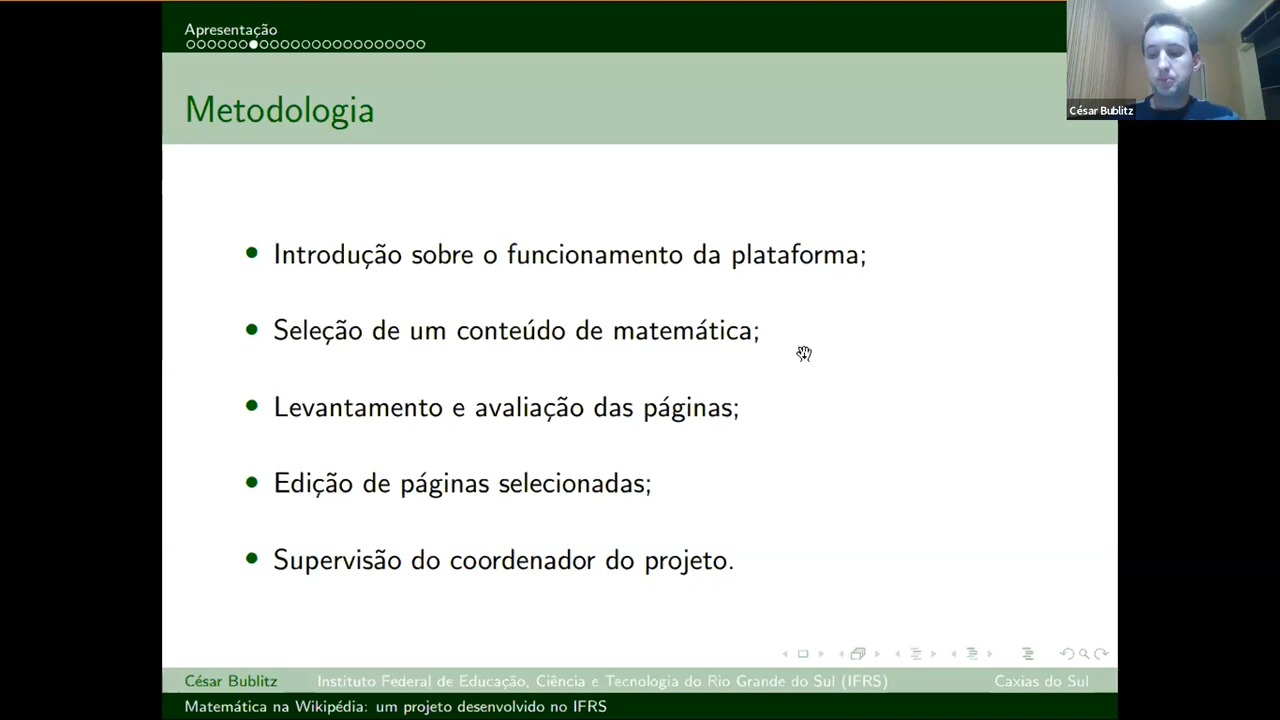 Apresentação
César Bublitz
Metodologia
Introdução sobre o funcionamento da plataforma;
Seleção de um conteúdo de matemática;
Levantamento e avaliação das páginas;
Edição de páginas selecionadas;
Supervisão do coordenador do projeto.
César Bublitz Instituto Federal de Educação, Ciência e Tecnologia do Rio Grande do Sul (IFRS) Caxias do Sul
Matemática na Wikipédia: um projeto desenvolvido no IFRS